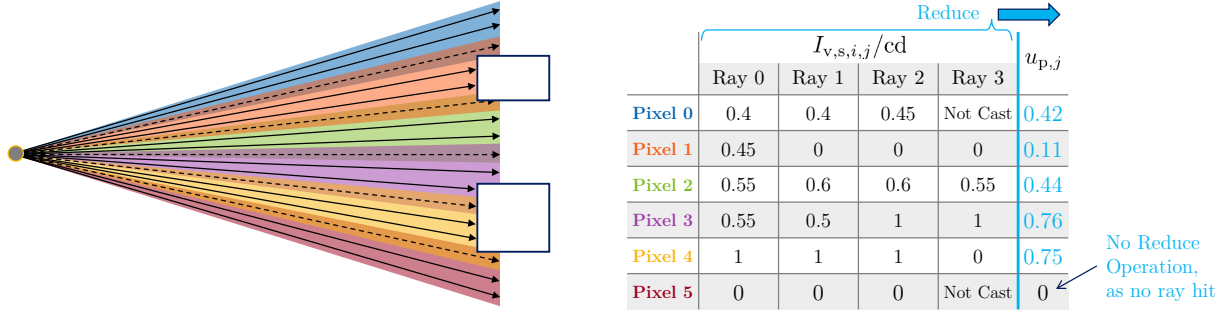 Reduce
I_v,s,i,j/cd
u_p,j
Ray 0 Ray 1 Ray 2 Ray 3
Pixel 0 0.4 0.4 0.45 Not Cast 0.42
Pixel 1 0.45 0 0 0 0.11
Pixel 2 0.55 0.6 0.6 0.55 0.44
Pixel 3 0.55 0.5 1 1 0.76
Pixel 4 1 1 1 0 0.75
Pixel 5 0 0 0 Not Cast 0
No Reduce
Operation,
as no ray hit